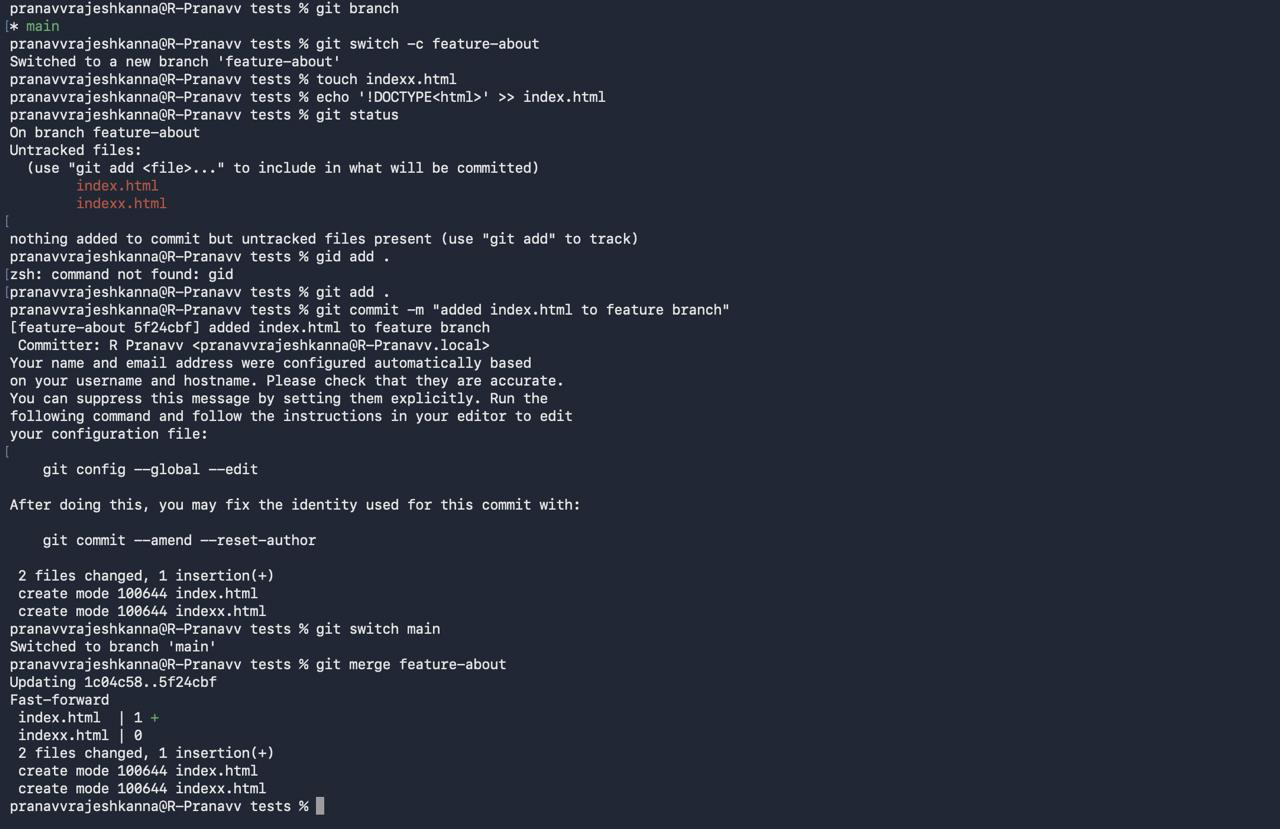 pranavvrajeshkanna@R-Pranavv tests % git branch
* main
pranavvrajeshkanna@R-Pranavv tests % git switch -c feature-about
Switched to a new branch 'feature-about'
pranavvrajeshkanna@R-Pranavv tests % touch indexx.html
pranavvrajeshkanna@R-Pranavv tests % echo '!DOCTYPE<html>' >> index.html
pranavvrajeshkanna@R-Pranavv tests % git status
On branch feature-about
Untracked files:
  (use "git add <file>..." to include in what will be committed)
        index.html
        indexx.html
[
nothing added to commit but untracked files present (use "git add" to track)
pranavvrajeshkanna@R-Pranavv tests % gid add .
[zsh: command not found: gid
[pranavvrajeshkanna@R-Pranavv tests % git add .
pranavvrajeshkanna@R-Pranavv tests % git commit -m "added index.html to feature branch"
[feature-about 5f24cbf] added index.html to feature branch
 Committer: R Pranavv <pranavvrajeshkanna@R-Pranavv.local>
Your name and email address were configured automatically based
on your username and hostname. Please check that they are accurate.
You can suppress this message by setting them explicitly. Run the
following command and follow the instructions in your editor to edit
your configuration file:
[
    git config --global --edit

After doing this, you may fix the identity used for this commit with:

    git commit --amend --reset-author

 2 files changed, 1 insertion(+)
 create mode 100644 index.html
 create mode 100644 indexx.html
pranavvrajeshkanna@R-Pranavv tests % git switch main
Switched to branch 'main'
pranavvrajeshkanna@R-Pranavv tests % git merge feature-about
Updating 1c04c58..5f24cbf
Fast-forward
 index.html  | 1 +
 indexx.html | 0
 2 files changed, 1 insertion(+)
 create mode 100644 index.html
 create mode 100644 indexx.html
pranavvrajeshkanna@R-Pranavv tests %